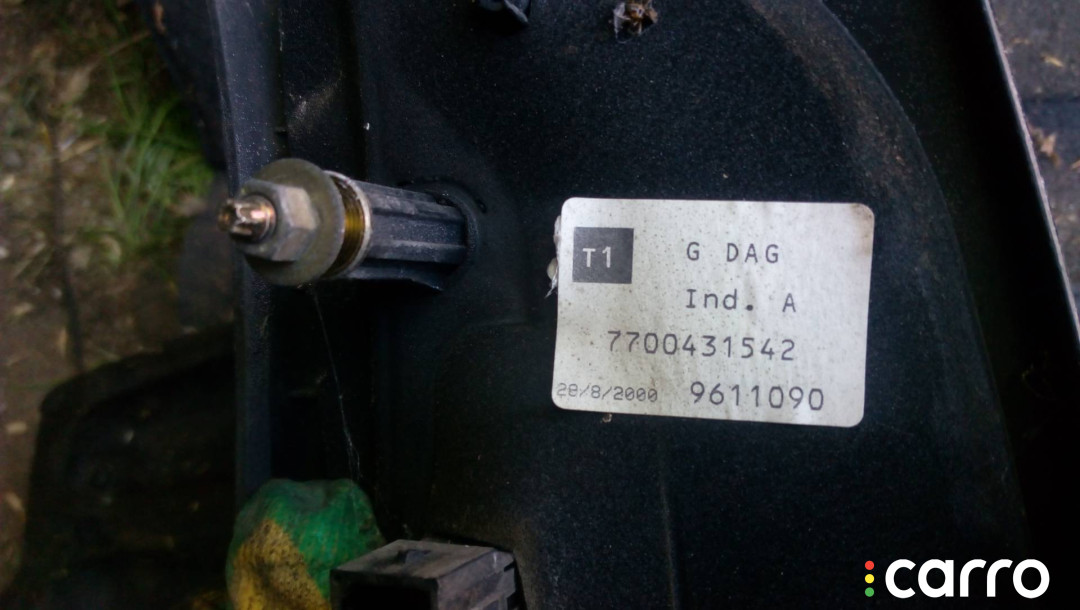 T1 G DAG
Ind. A
7700431542
28/8/2000 9611090
carro